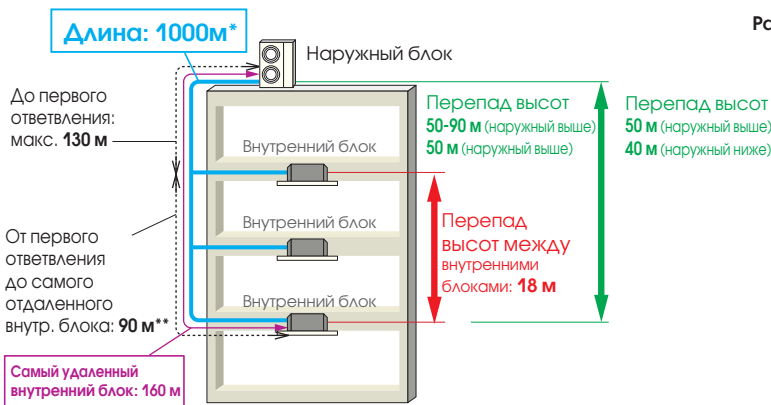 Длина: 1000м*
Ра
Наружный блок
До первого
ответвления:
макс. 130 м
Перепад высот
50-90 м (наружный выше)
50 м (наружный выше)
Перепад высот
50 м (наружный выше)
40 м (наружный ниже)
Внутренний блок
Внутренний блок
Внутренний блок
Перепад
высот между
внутренними
блоками: 18 м
От первого
ответвления
до самого
отдаленного
внутр. блока: 90 м**
Самый удаленный
внутренний блок: 160 м